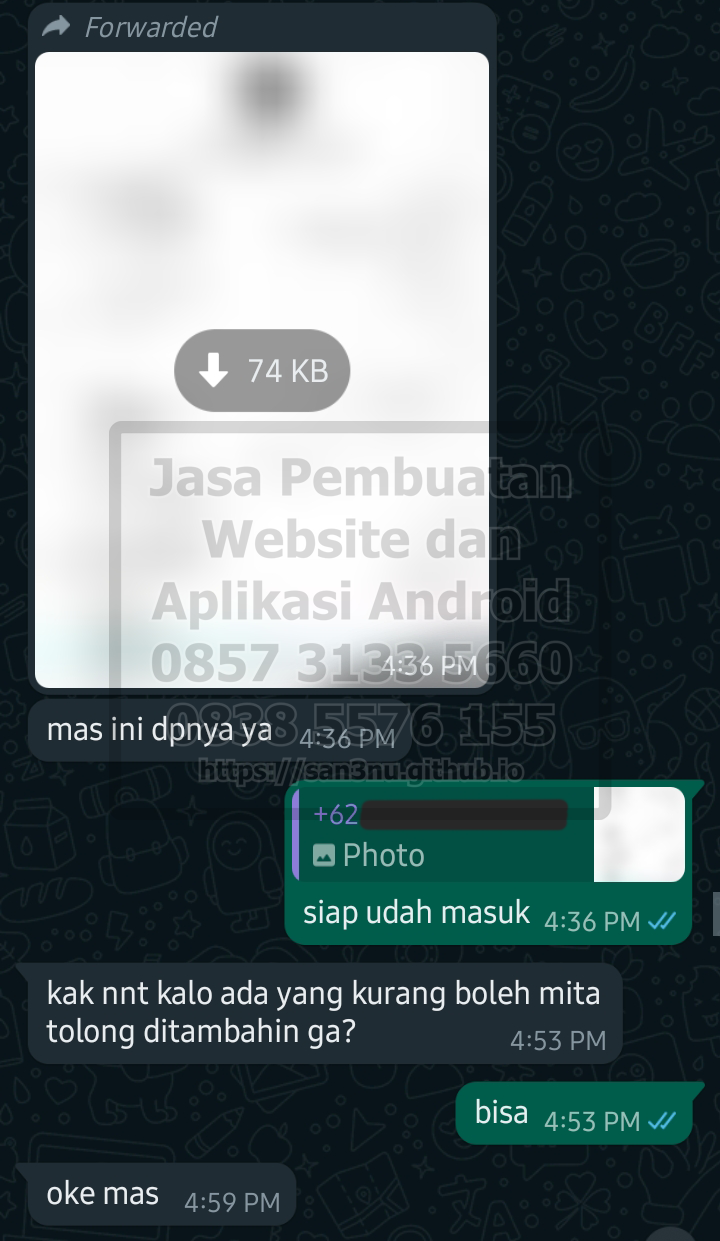 Forwarded
74 KB
Jasa Pembuatan
Website dan
Aplikasi Android
0857 3133 5660
4:36 PM
0838 5576 155
mas ini dpnya ya 4:36 PM
https://san3nu.github.io
+62
Photo
siap udah masuk 4:36 PM
kak nnt kalo ada yang kurang boleh mita
tolong ditambahin ga? 4:53 PM
bisa 4:53 PM
oke mas 4:59 PM